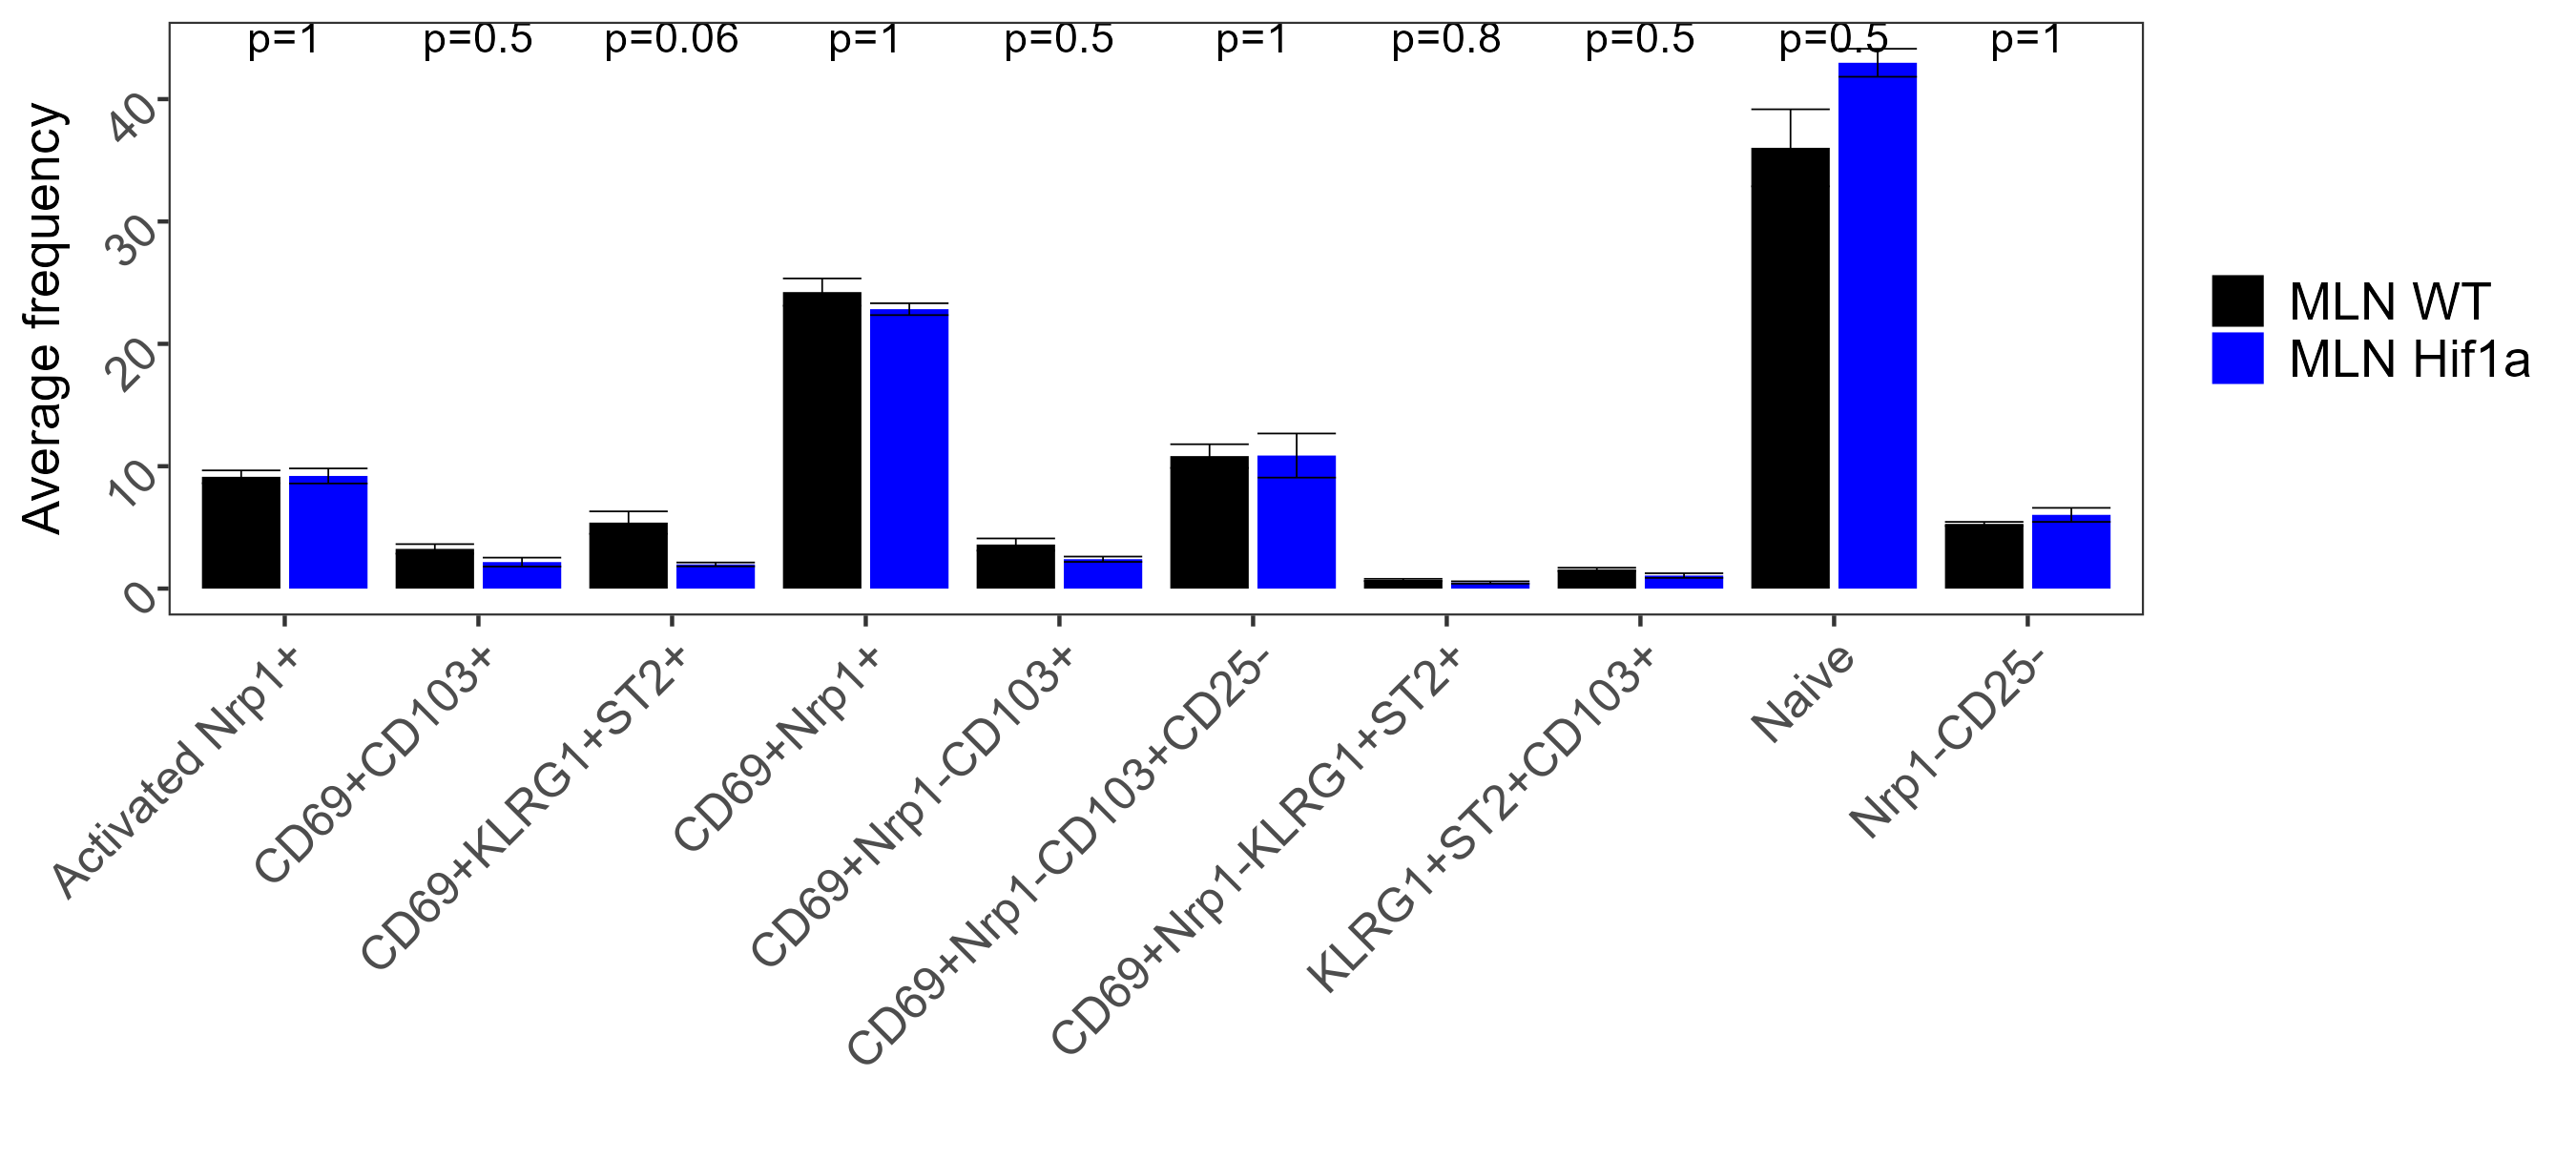 p=1 p=0.5 p=0.06 p=1 p=0.5 p=1 p=0.8 p=0.5 p=0.5 p=1
Average frequency
40
30
20
10
0
Activated Nrp1+
CD69+CD103+
CD69+KLRG1+ST2+
CD69+Nrp1+
CD69+Nrp1-CD103+
CD69+Nrp1-CD103+CD25-
CD69+Nrp1-KLRG1+ST2+
KLRG1+ST2+CD103+
Naive
Nrp1-CD25-
MLN WT
MLN Hif1a